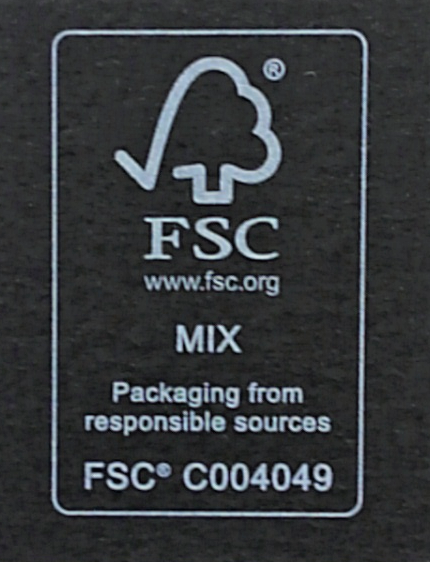 ®
FSC
www.fsc.org
MIX
Packaging from
responsible sources
FSC® C004049